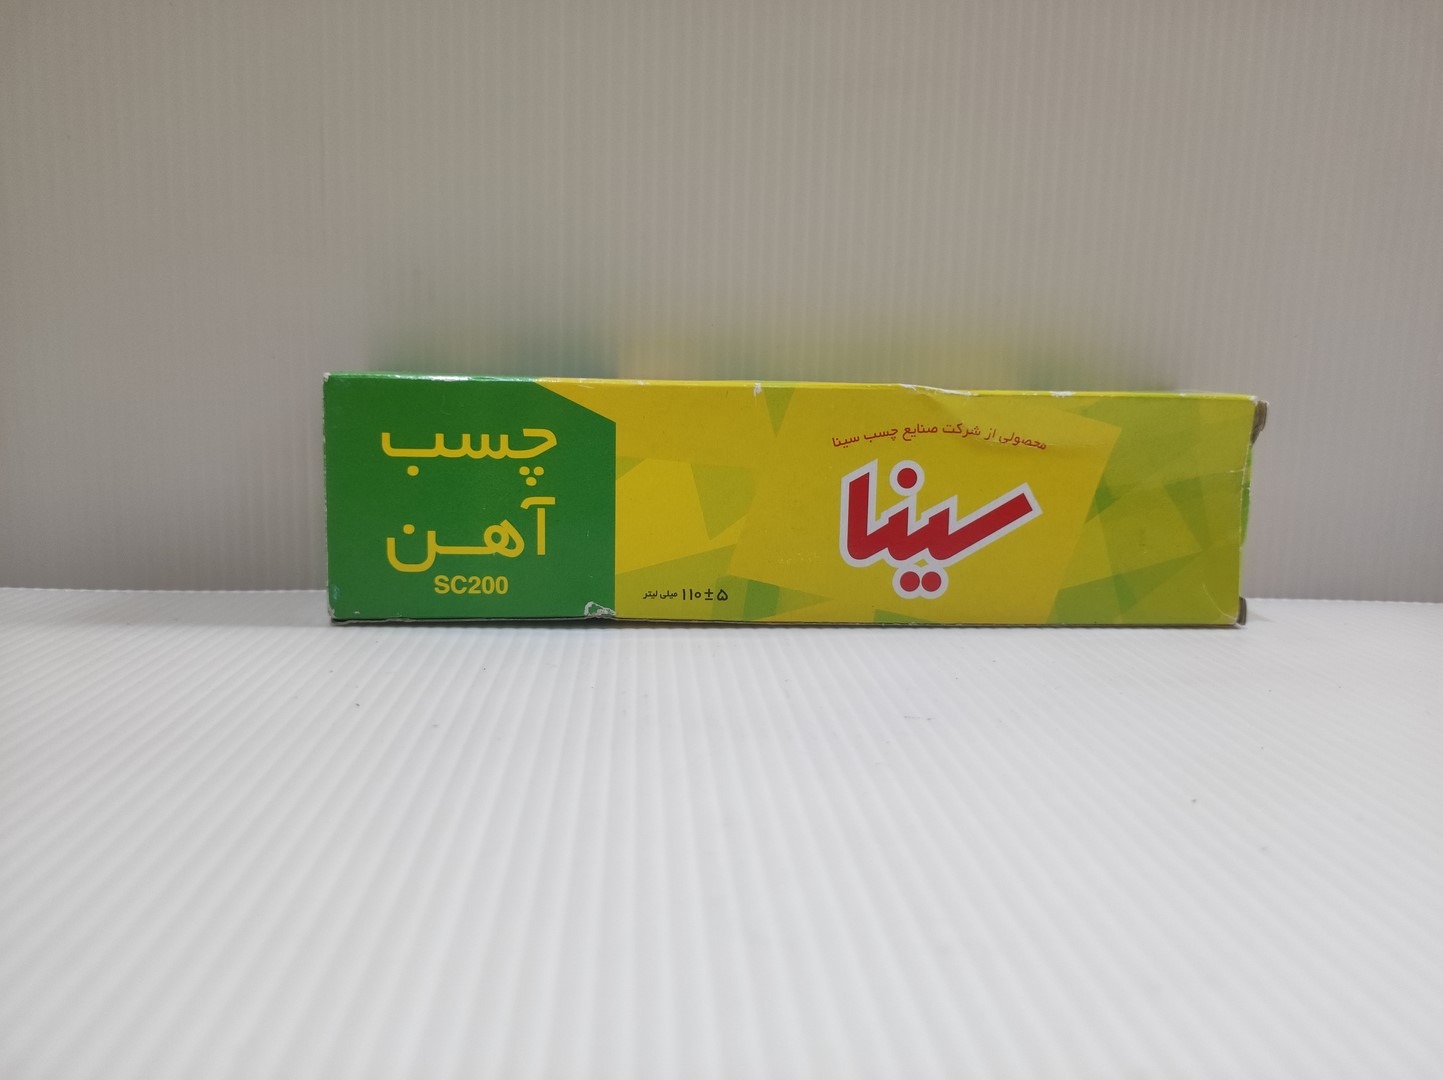 چسب
آهن
SC200
محصولی از شرکت صنایع چسب سینا
سینا
۱۱۰±۵ میلی لیتر